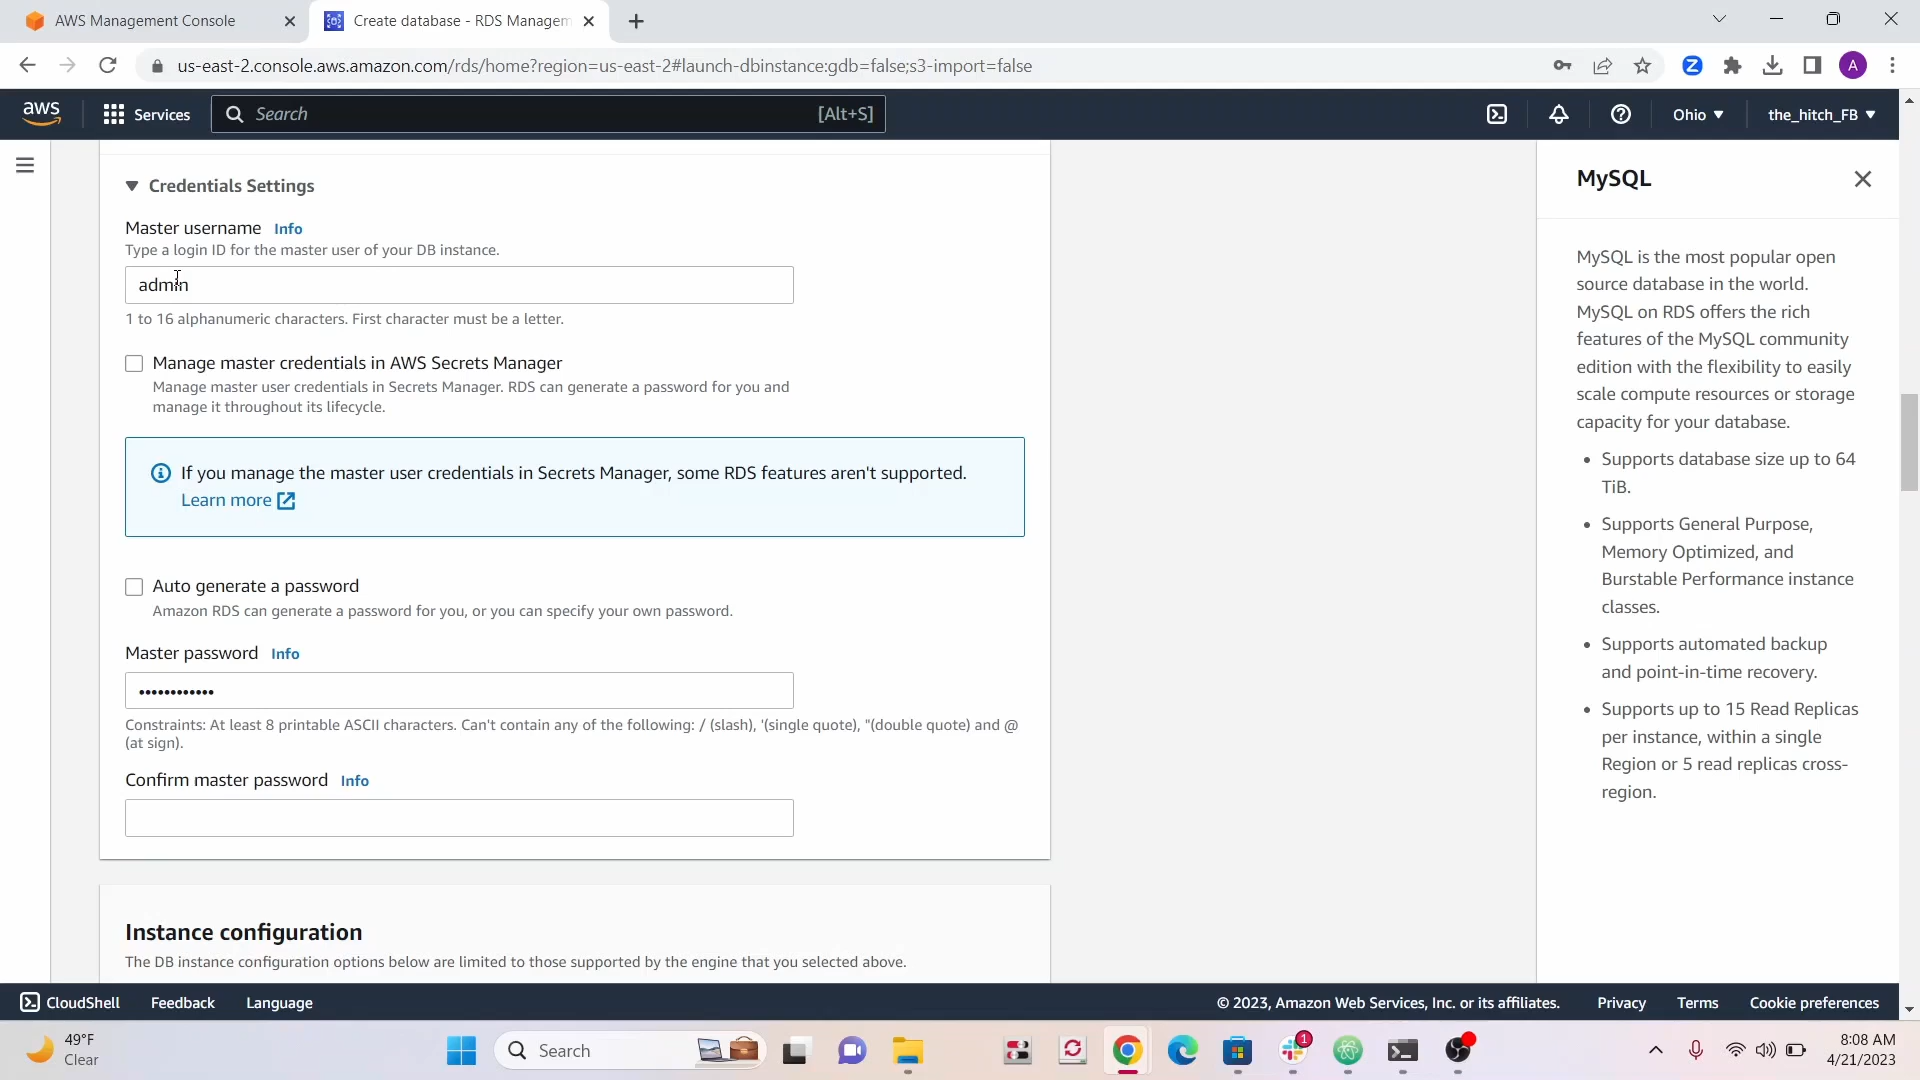 AWS Management Console
Create database - RDS Managem
us-east-2.console.aws.amazon.com/rds/home?region=us-east-2#launch-dbinstance:gdb=false;s3-import=false
A
aws
Services
Search
[Alt+S]
Ohio
the_hitch_FB
Credentials Settings
Master username Info
Type a login ID for the master user of your DB instance.
admin
1 to 16 alphanumeric characters. First character must be a letter.
Manage master credentials in AWS Secrets Manager
Manage master user credentials in Secrets Manager. RDS can generate a password for you and
manage it throughout its lifecycle.
If you manage the master user credentials in Secrets Manager, some RDS features aren't supported.
Learn more
Auto generate a password
Amazon RDS can generate a password for you, or you can specify your own password.
Master password Info
••••••••••••
Constraints: At least 8 printable ASCII characters. Can't contain any of the following: / (slash), '(single quote), "(double quote) and @
(at sign).
Confirm master password Info
Instance configuration
The DB instance configuration options below are limited to those supported by the engine that you selected above.
MySQL
MySQL is the most popular open
source database in the world.
MySQL on RDS offers the rich
features of the MySQL community
edition with the flexibility to easily
scale compute resources or storage
capacity for your database.
• Supports database size up to 64
TiB.
• Supports General Purpose,
Memory Optimized, and
Burstable Performance instance
classes.
• Supports automated backup
and point-in-time recovery.
• Supports up to 15 Read Replicas
per instance, within a single
Region or 5 read replicas cross-
region.
CloudShell
Feedback
Language
© 2023, Amazon Web Services, Inc. or its affiliates.
Privacy
Terms
Cookie preferences
49°F
Clear
Search
1
8:08 AM
4/21/2023